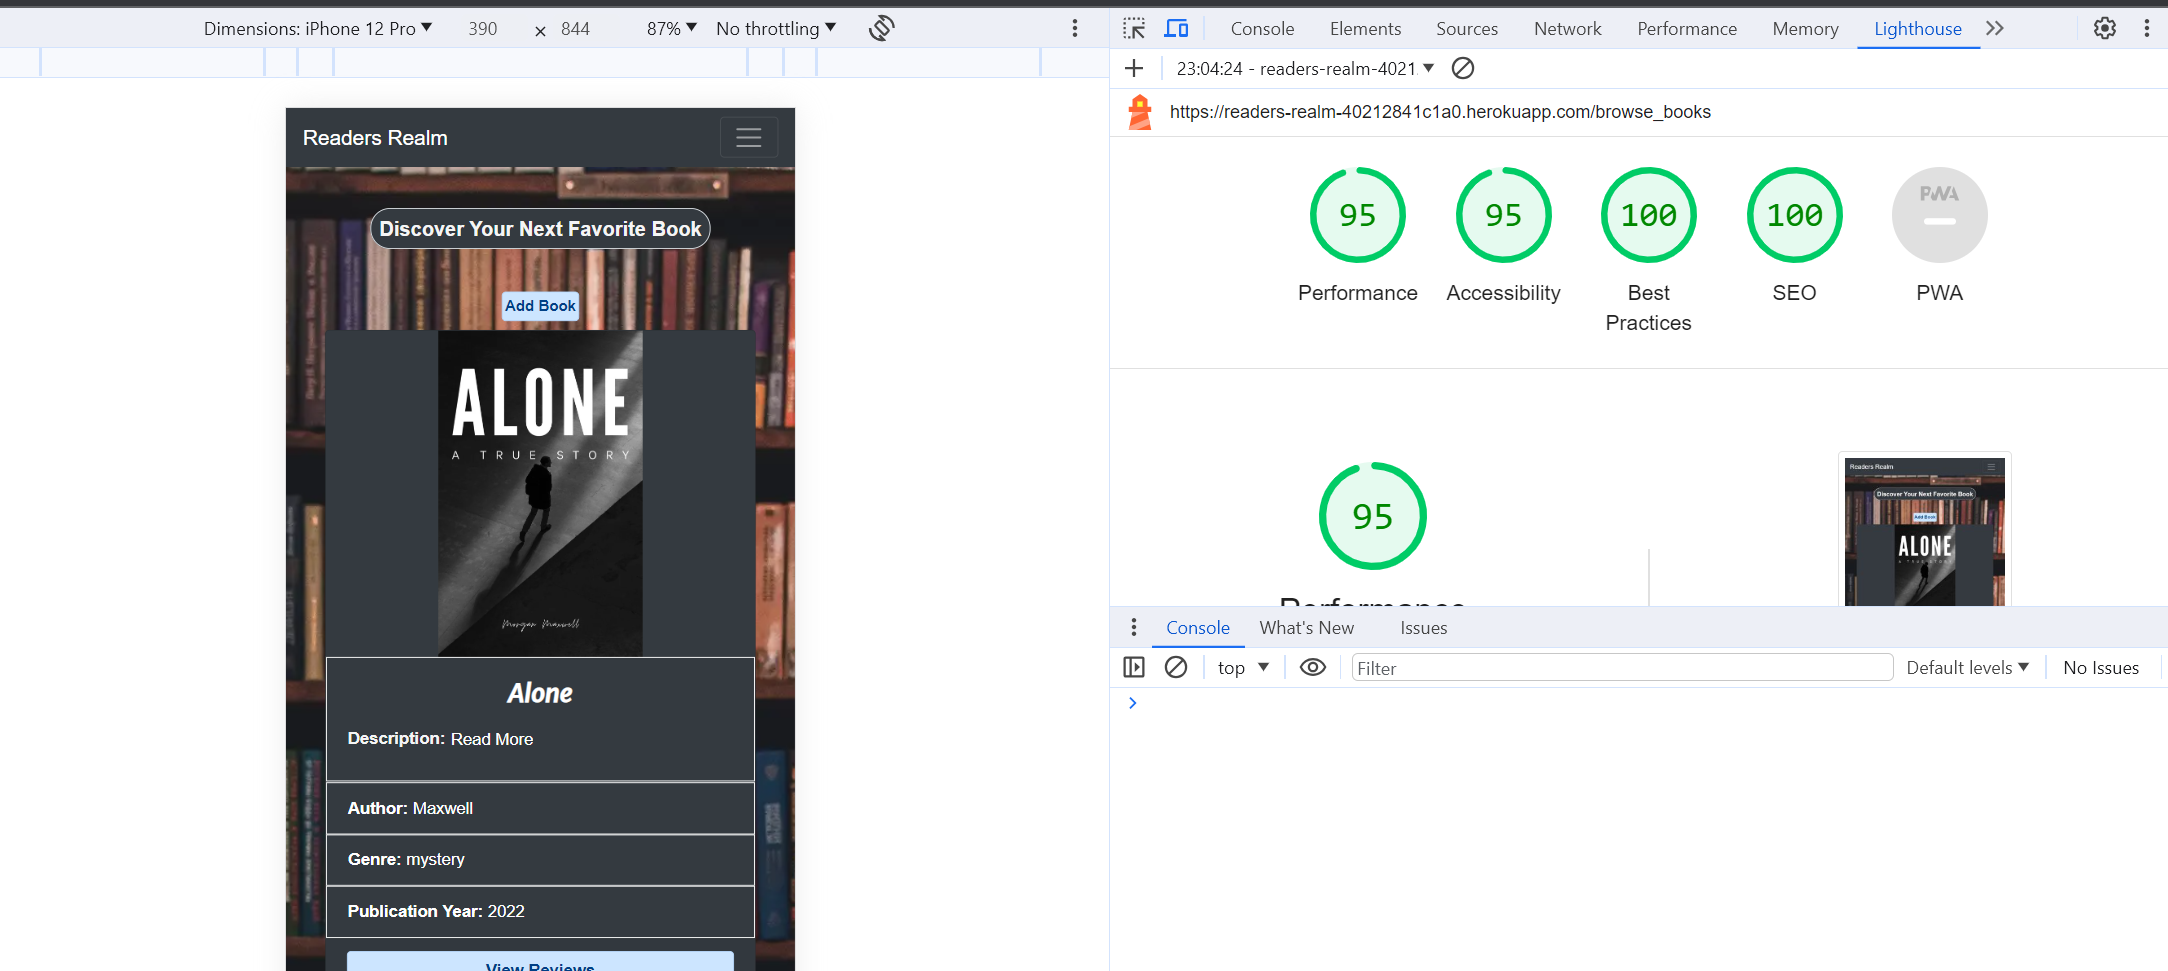 Dimensions: iPhone 12 Pro ▼ 390 × 844 87% ▼ No throttling ▼
Console Elements Sources Network Performance Memory Lighthouse
23:04:24 - readers-realm-4021
https://readers-realm-40212841c1a0.herokuapp.com/browse_books
Readers Realm
Discover Your Next Favorite Book
Add Book
ALONE
A TRUE STORY
Morgan Maxwell
Alone
Description: Read More
Author: Maxwell
Genre: mystery
Publication Year: 2022
View Reviews
95 95 100 100 PWA
Performance Accessibility Best Practices SEO PWA
95
Performance
Readers Realm
Discover Your Next Favorite Book
Add Book
ALONE
A TRUE STORY
Console What's New Issues
top ▼ Filter Default levels ▼ No Issues